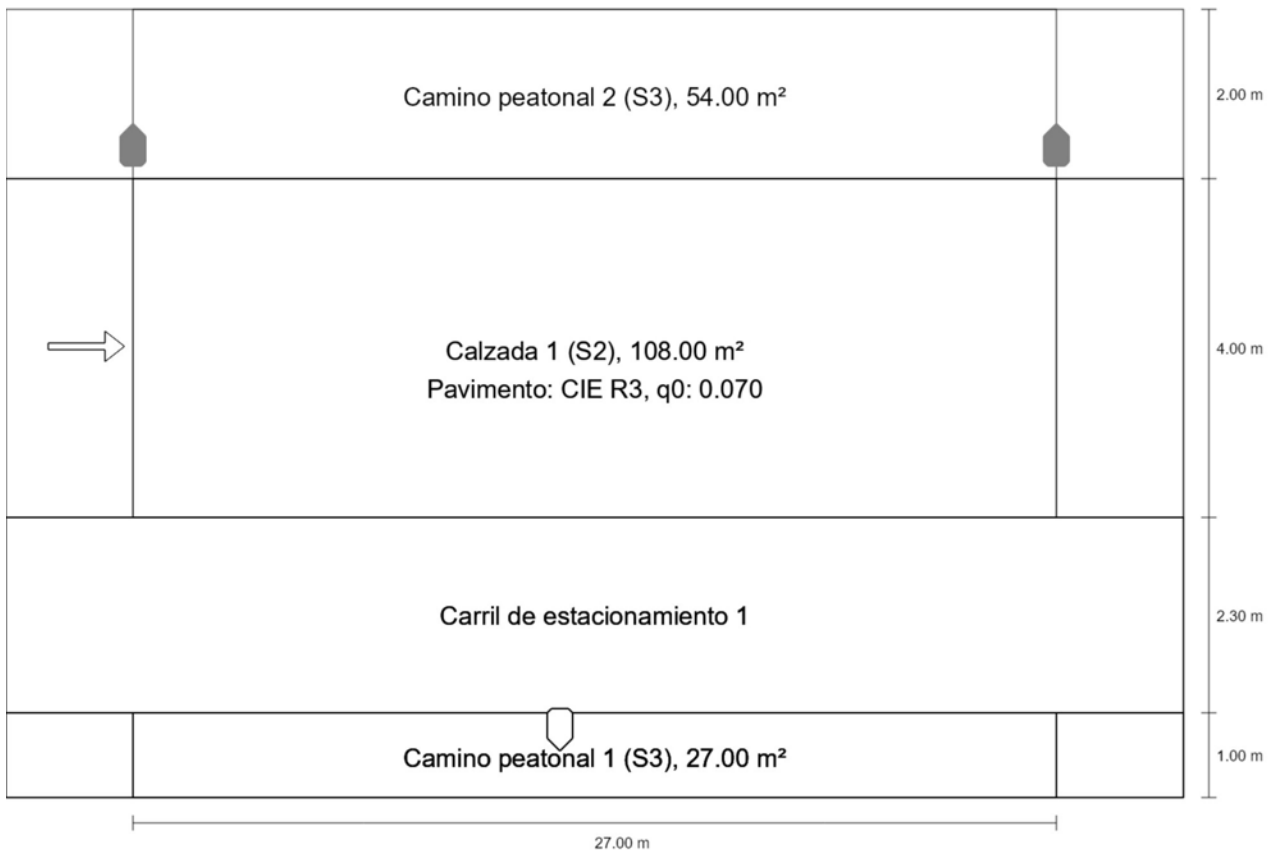 Camino peatonal 2 (S3), 54.00 m²
2.00 m
Calzada 1 (S2), 108.00 m²
Pavimento: CIE R3, q0: 0.070
4.00 m
Carril de estacionamiento 1
2.30 m
Camino peatonal 1 (S3), 27.00 m²
1.00 m
27.00 m